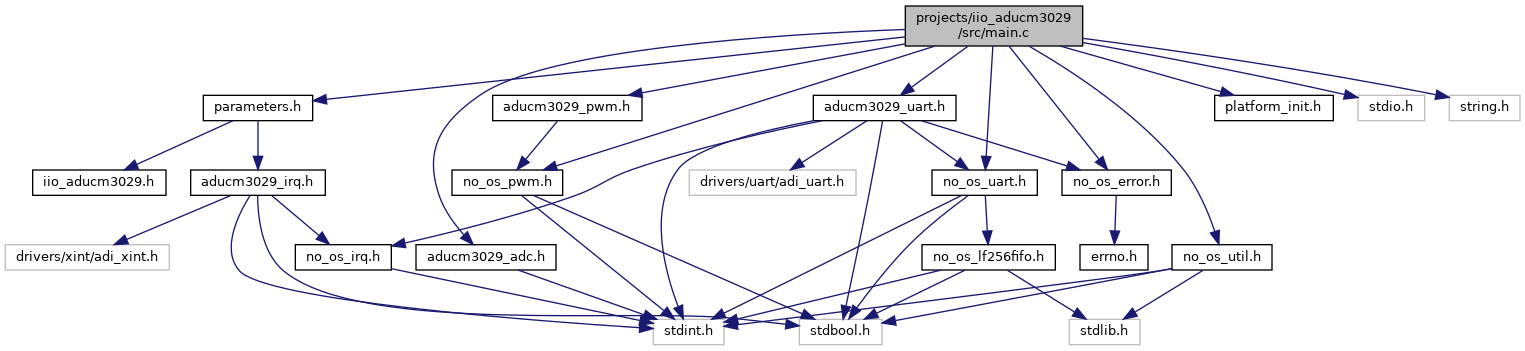 projects/iio_aducm3029
/src/main.c
parameters.h
aducm3029_pwm.h
aducm3029_uart.h
platform_init.h
stdio.h
string.h
iio_aducm3029.h
aducm3029_irq.h
no_os_pwm.h
drivers/uart/adi_uart.h
no_os_uart.h
no_os_error.h
drivers/xint/adi_xint.h
no_os_irq.h
aducm3029_adc.h
no_os_lf256fifo.h
errno.h
no_os_util.h
stdint.h
stdbool.h
stdlib.h